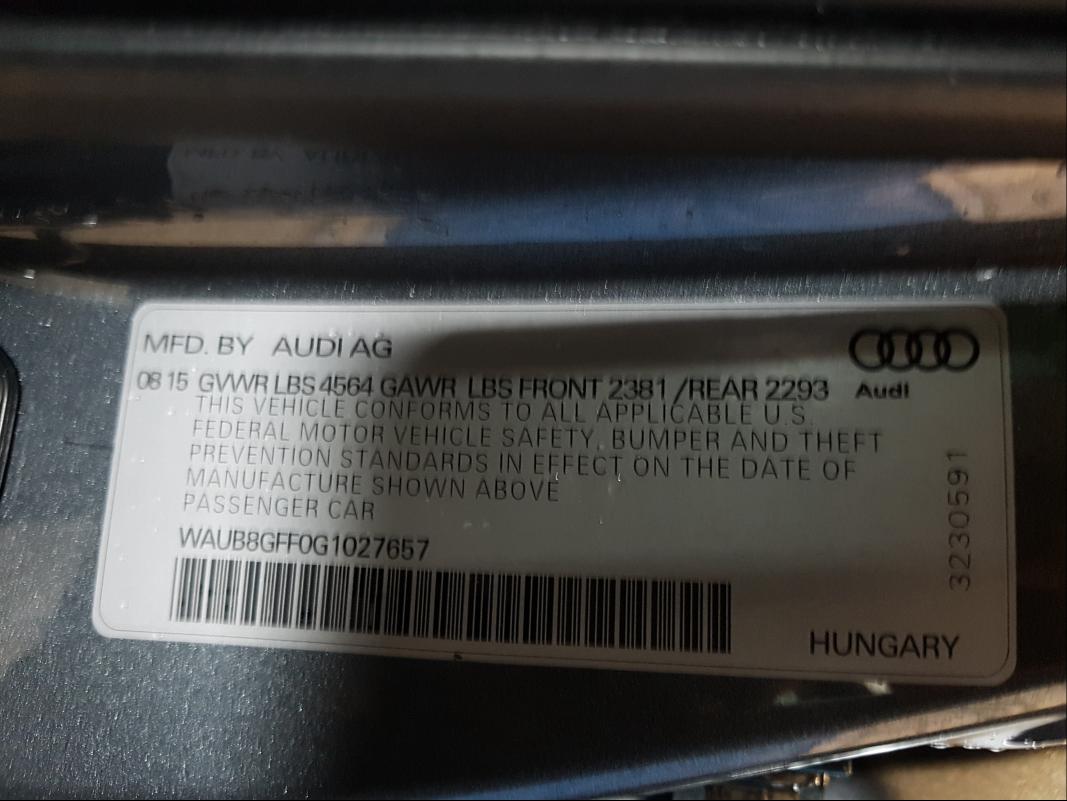 MFD. BY AUDI AG
08 15 GVWR LBS 4564 GAWR LBS FRONT 2381 /REAR 2293
Audi
THIS VEHICLE CONFORMS TO ALL APPLICABLE U.S.
FEDERAL MOTOR VEHICLE SAFETY, BUMPER AND THEFT
PREVENTION STANDARDS IN EFFECT ON THE DATE OF
MANUFACTURE SHOWN ABOVE
PASSENGER CAR
WAUB8GFF0G1027657
3230591
HUNGARY